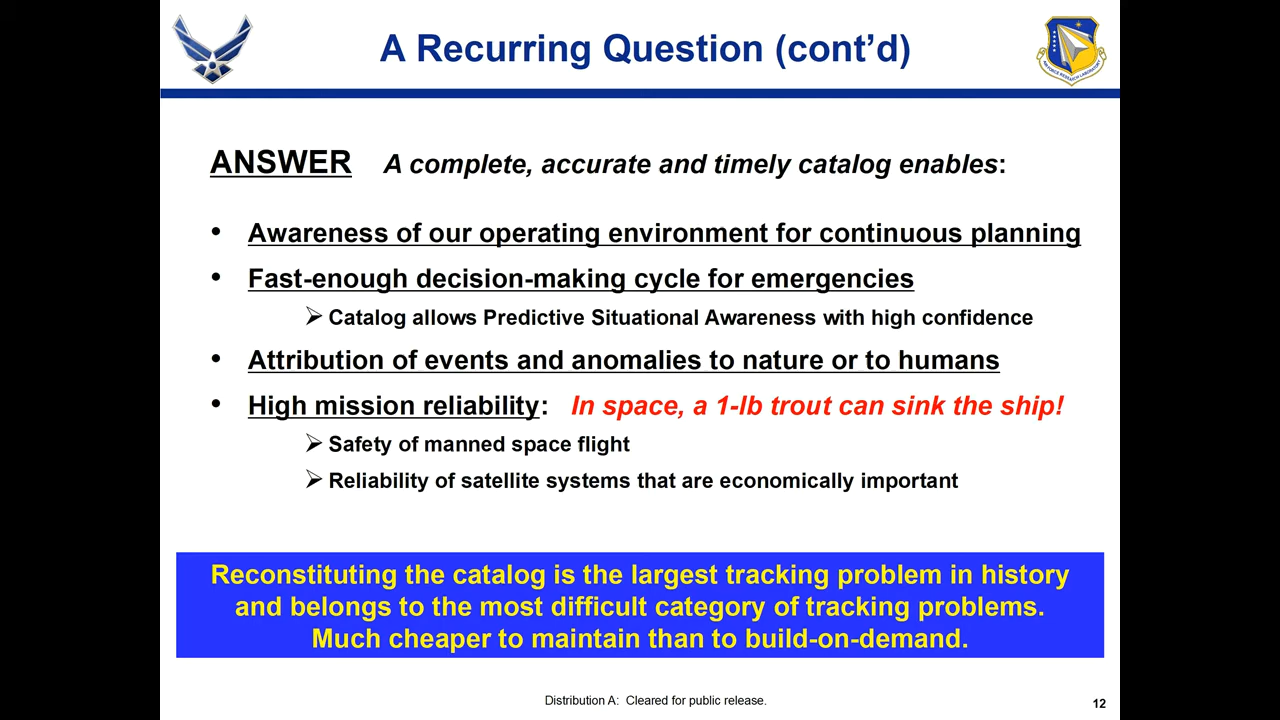 A Recurring Question (cont’d)
AIR FORCE RESEARCH LABORATORY
ANSWER A complete, accurate and timely catalog enables:
• Awareness of our operating environment for continuous planning
• Fast-enough decision-making cycle for emergencies
➢ Catalog allows Predictive Situational Awareness with high confidence
• Attribution of events and anomalies to nature or to humans
• High mission reliability: In space, a 1-lb trout can sink the ship!
➢ Safety of manned space flight
➢ Reliability of satellite systems that are economically important
Reconstituting the catalog is the largest tracking problem in history
and belongs to the most difficult category of tracking problems.
Much cheaper to maintain than to build-on-demand.
Distribution A: Cleared for public release.
12